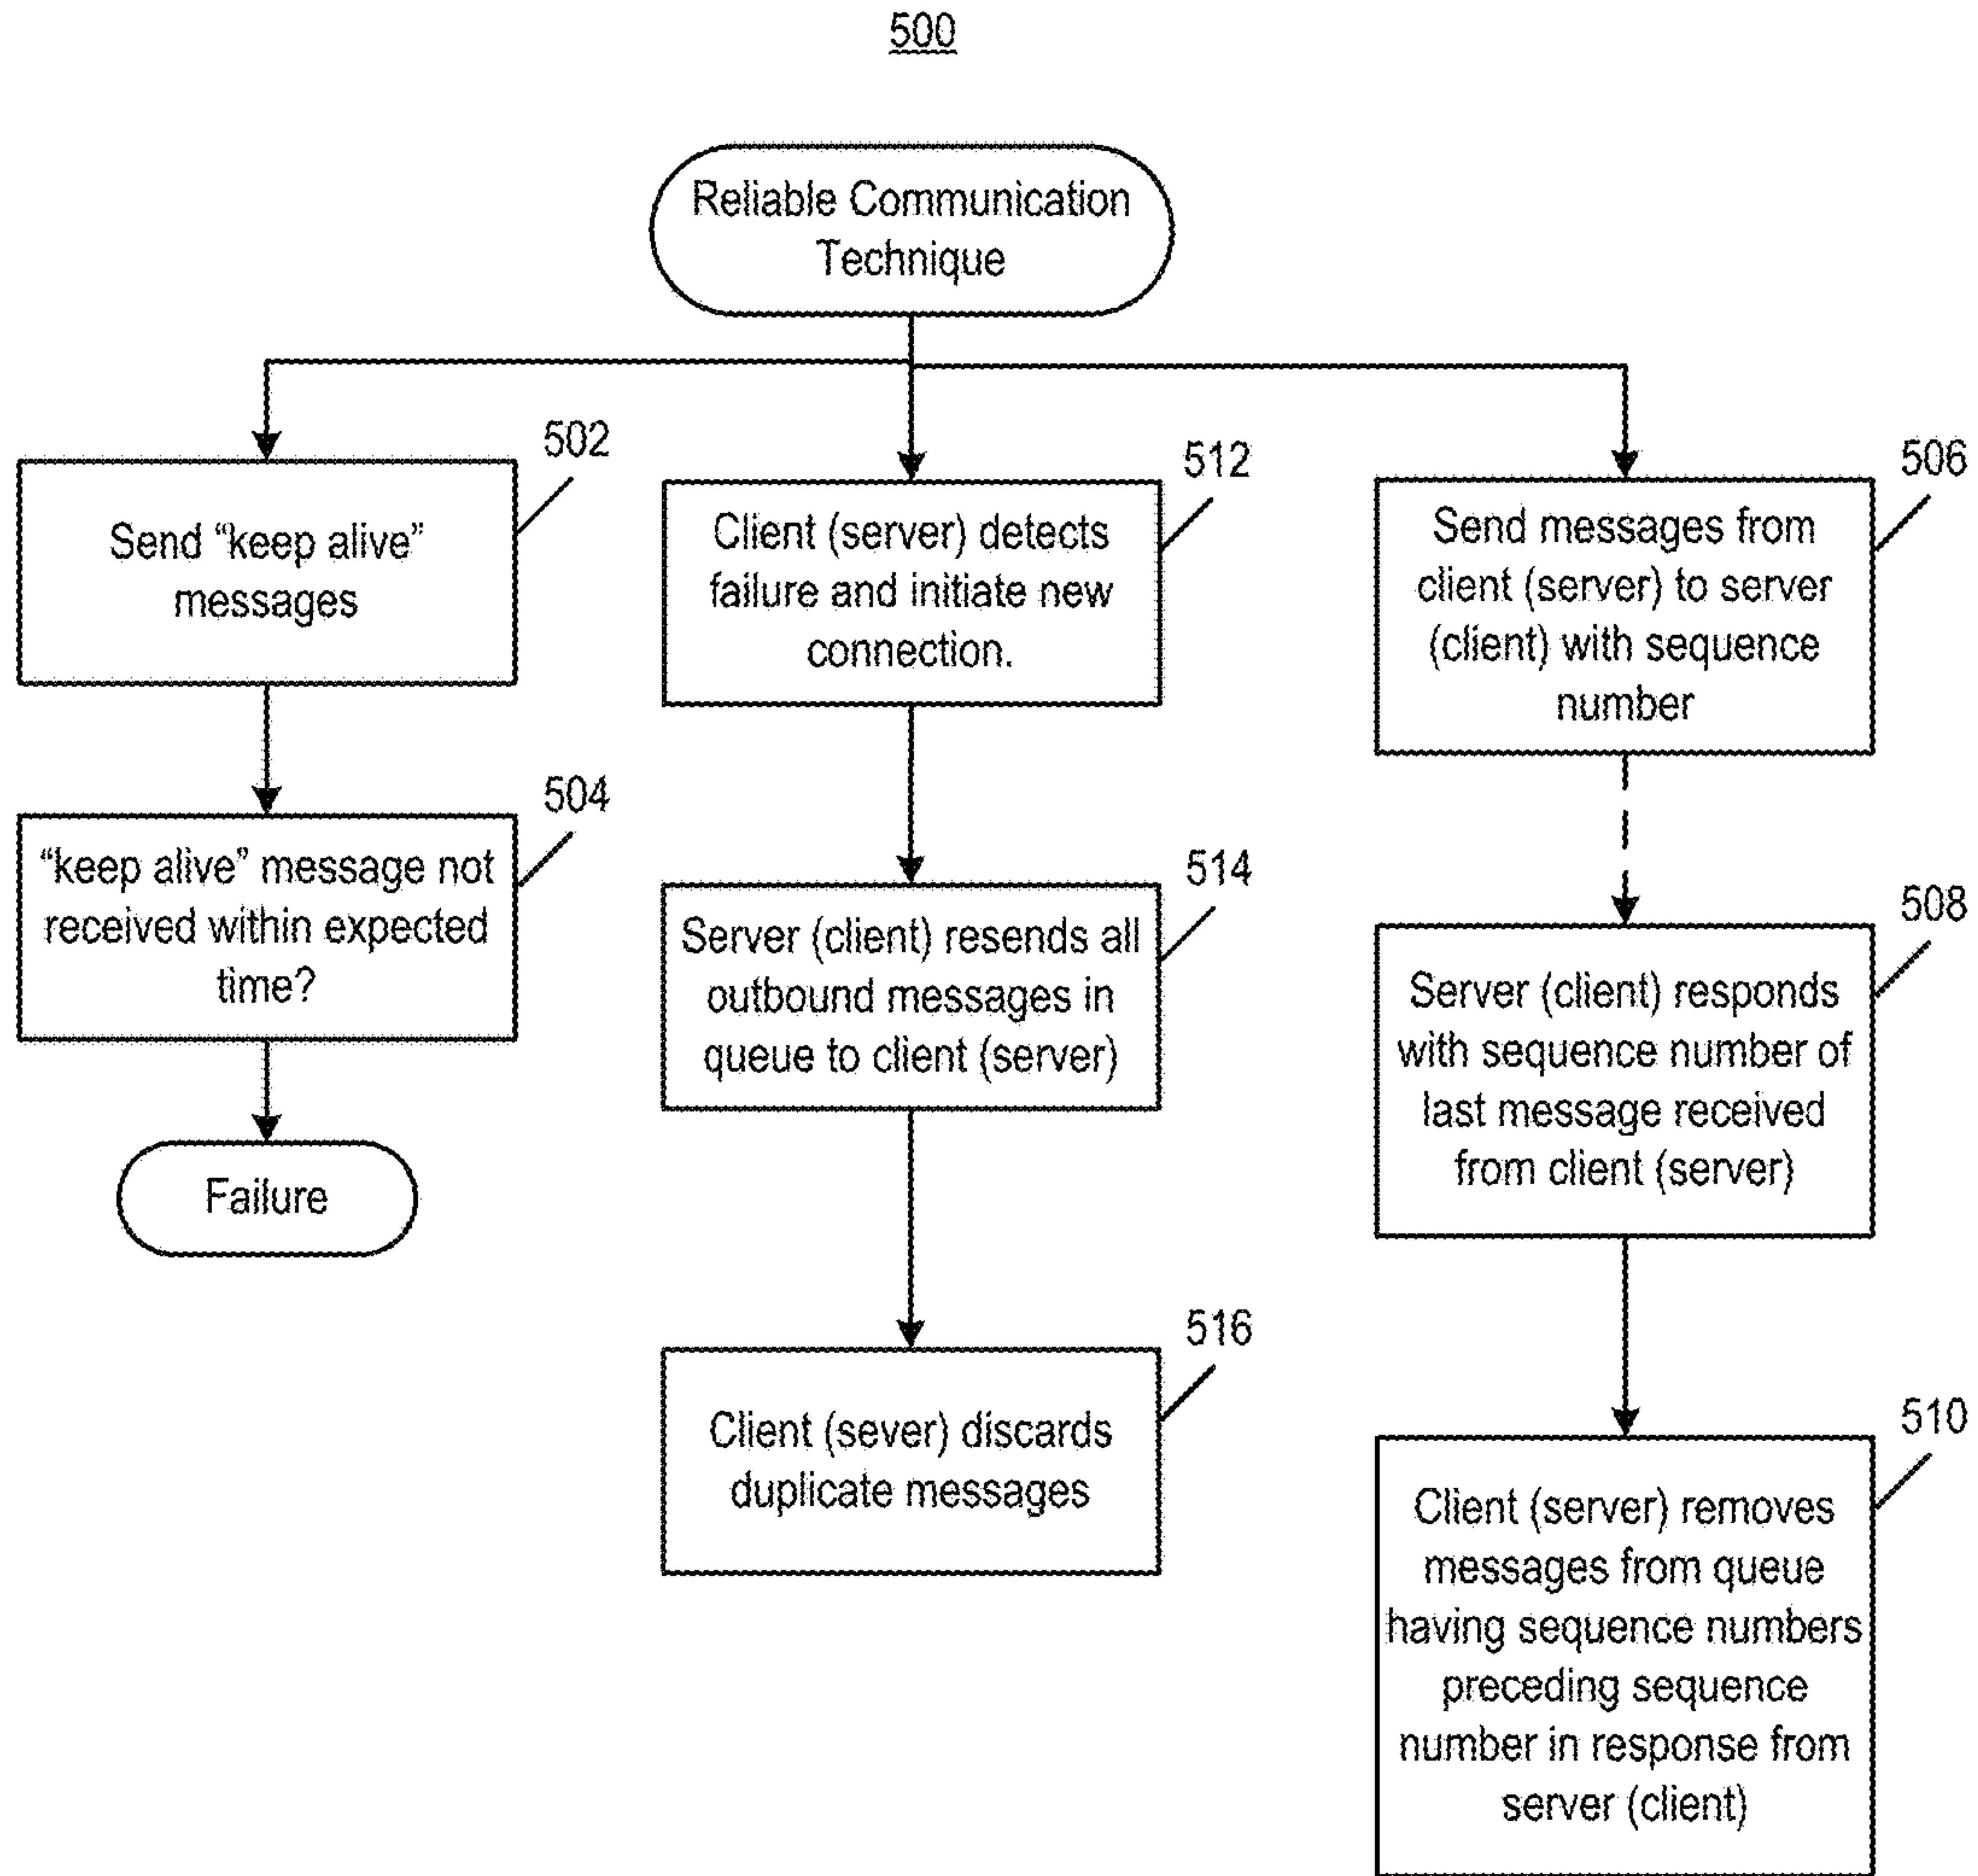 500
Reliable Communication
Technique
502
Send “keep alive”
messages
504
“keep alive” message not
received within expected
time?
Failure
512
Client (server) detects
failure and initiate new
connection.
514
Server (client) resends all
outbound messages in
queue to client (server)
516
Client (sever) discards
duplicate messages
506
Send messages from
client (server) to server
(client) with sequence
number
508
Server (client) responds
with sequence number of
last message received
from client (server)
510
Client (server) removes
messages from queue
having sequence numbers
preceding sequence
number in response from
server (client)